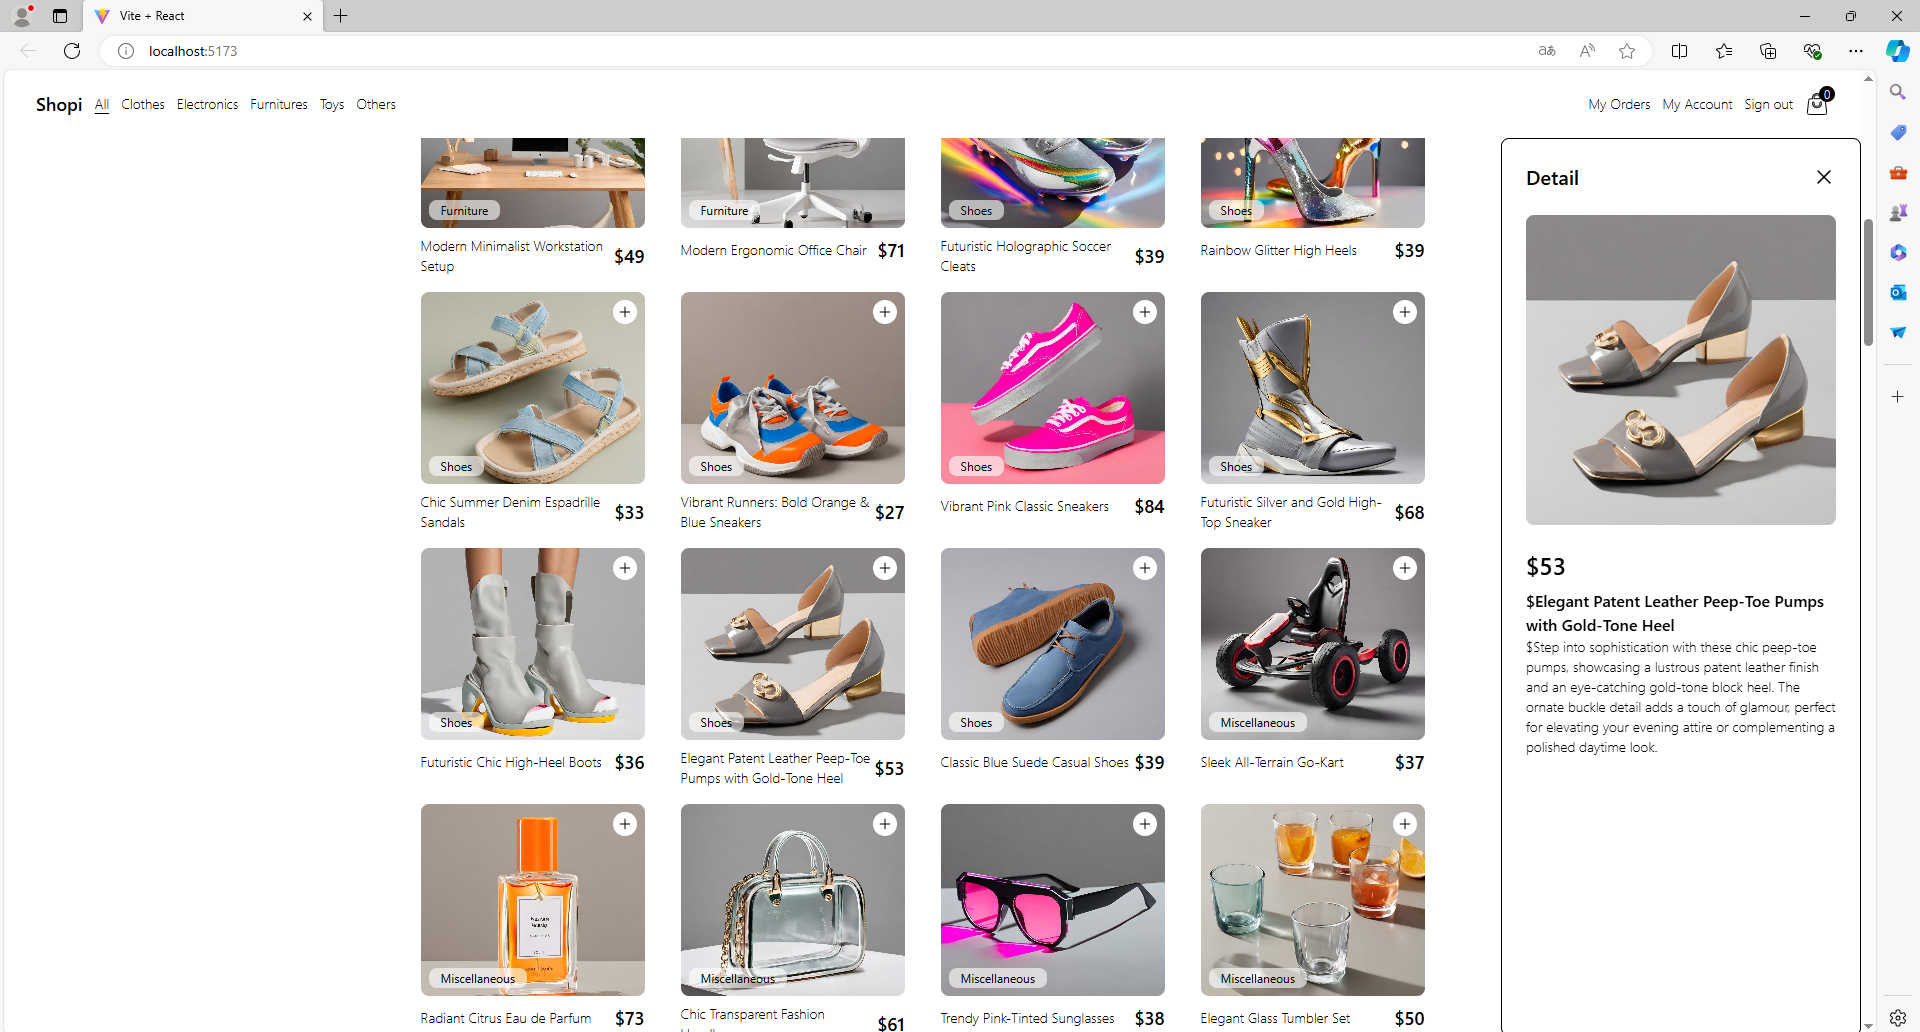 Vite + React
localhost:5173
aあ
Shopi All Clothes Electronics Furnitures Toys Others
My Orders My Account Sign out 0
Furniture
Modern Minimalist Workstation
Setup
$49
Furniture
Modern Ergonomic Office Chair $71
Shoes
Futuristic Holographic Soccer
Cleats
$39
Shoes
Rainbow Glitter High Heels $39
Shoes
Chic Summer Denim Espadrille
Sandals
$33
Shoes
Vibrant Runners: Bold Orange &
Blue Sneakers
$27
Shoes
Vibrant Pink Classic Sneakers $84
Shoes
Futuristic Silver and Gold High-
Top Sneaker
$68
Shoes
Futuristic Chic High-Heel Boots $36
Shoes
Elegant Patent Leather Peep-Toe
Pumps with Gold-Tone Heel
$53
Shoes
Classic Blue Suede Casual Shoes $39
Miscellaneous
Sleek All-Terrain Go-Kart $37
Miscellaneous
Radiant Citrus Eau de Parfum $73
Miscellaneous
Chic Transparent Fashion
$61
Miscellaneous
Trendy Pink-Tinted Sunglasses $38
Miscellaneous
Elegant Glass Tumbler Set $50
Detail
$53
$Elegant Patent Leather Peep-Toe Pumps
with Gold-Tone Heel
$Step into sophistication with these chic peep-toe
pumps, showcasing a lustrous patent leather finish
and an eye-catching gold-tone block heel. The
ornate buckle detail adds a touch of glamour, perfect
for elevating your evening attire or complementing a
polished daytime look.